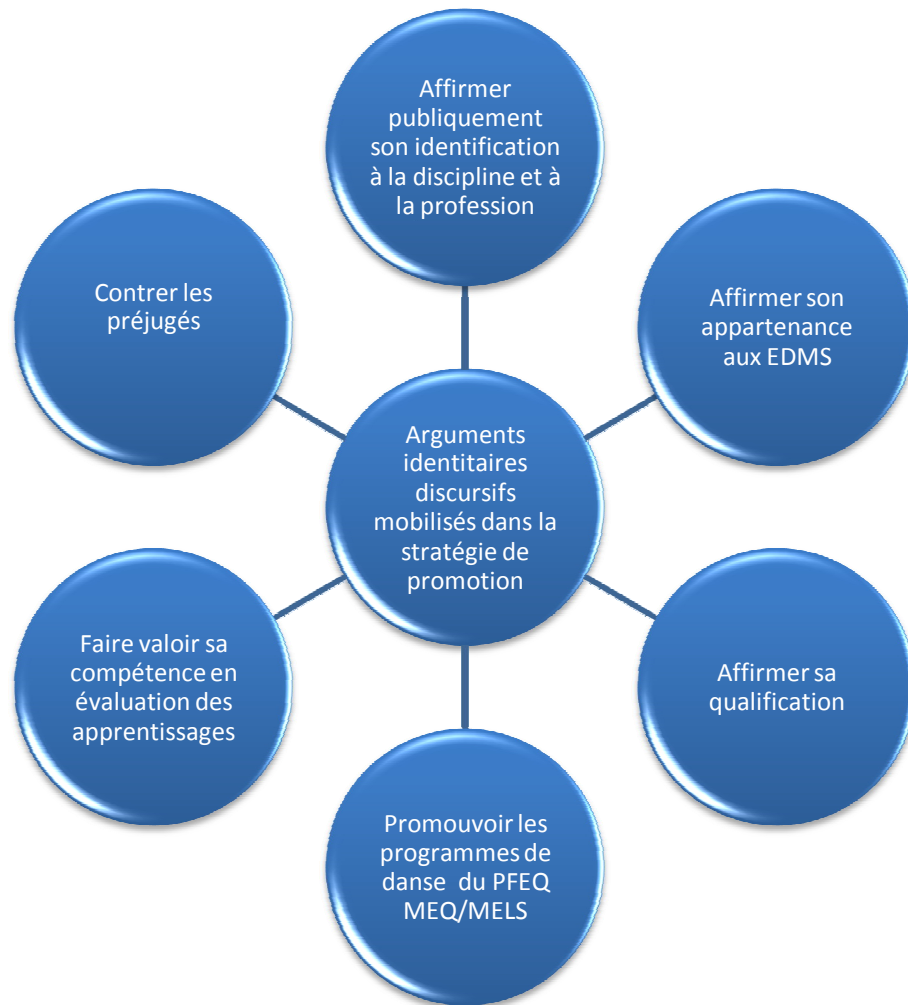 Affirmer
publiquement
son identification
à la discipline et à
la profession
Affirmer son
appartenance
aux EDMS
Affirmer sa
qualification
Promouvoir les
programmes de
danse du PFEQ
MEQ/MELS
Faire valoir sa
compétence en
évaluation des
apprentissages
Contrer les
préjugés
Arguments
identitaires
discursifs
mobilisés dans la
stratégie de
promotion